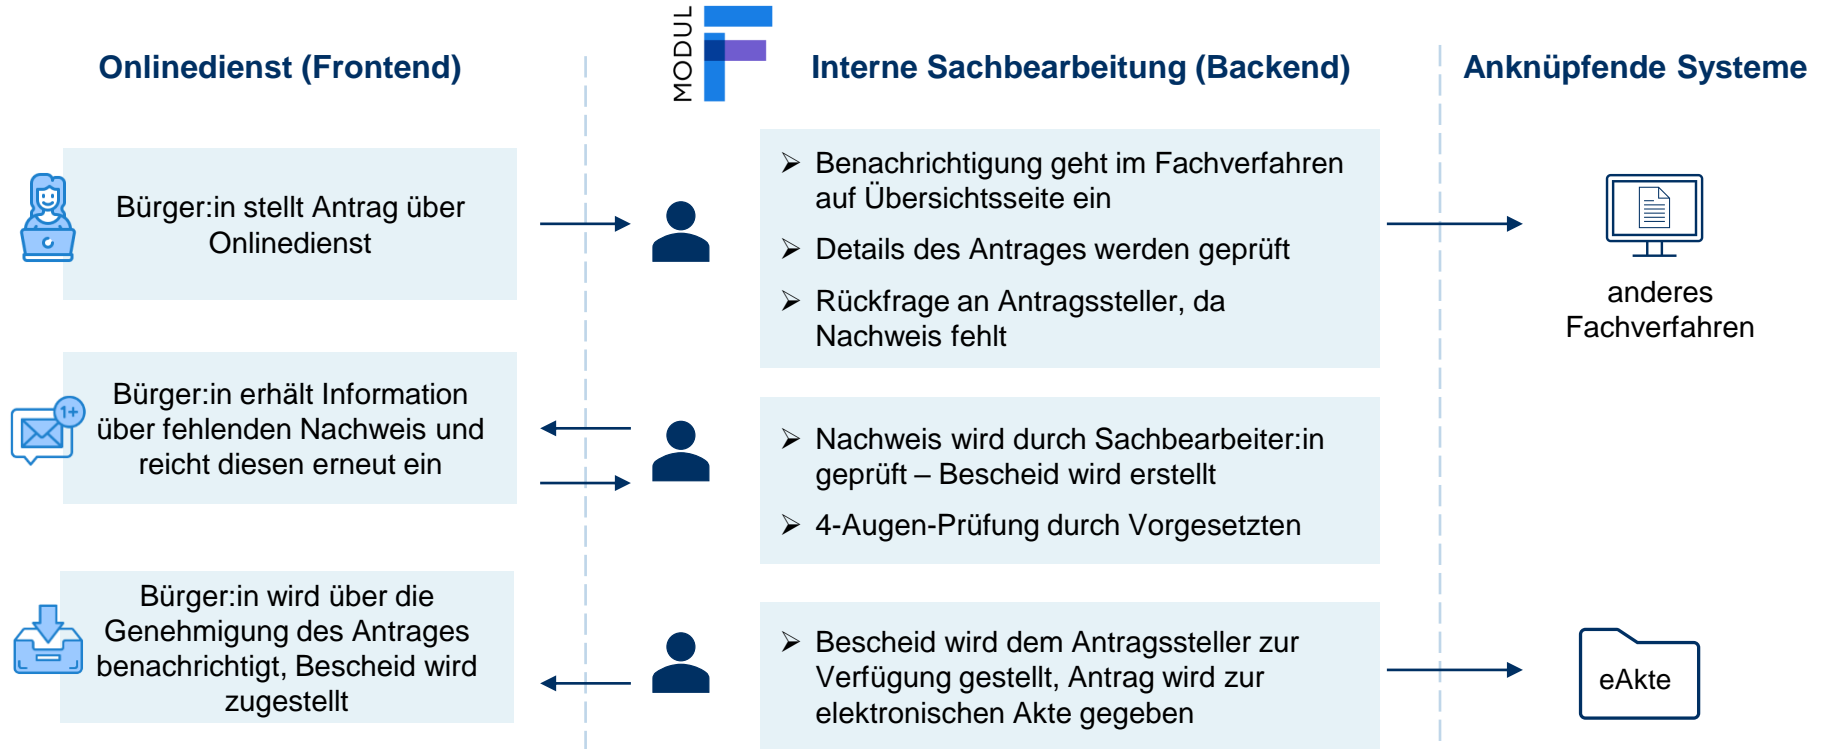 MODUL
Onlinedienst (Frontend)
Interne Sachbearbeitung (Backend)
Anknüpfende Systeme
Bürger:in stellt Antrag über
Onlinedienst
➢ Benachrichtigung geht im Fachverfahren
auf Übersichtsseite ein
➢ Details des Antrages werden geprüft
➢ Rückfrage an Antragssteller, da
Nachweis fehlt
anderes
Fachverfahren
1+
Bürger:in erhält Information
über fehlenden Nachweis und
reicht diesen erneut ein
➢ Nachweis wird durch Sachbearbeiter:in
geprüft – Bescheid wird erstellt
➢ 4-Augen-Prüfung durch Vorgesetzten
Bürger:in wird über die
Genehmigung des Antrages
benachrichtigt, Bescheid wird
zugestellt
➢ Bescheid wird dem Antragssteller zur
Verfügung gestellt, Antrag wird zur
elektronischen Akte gegeben
eAkte